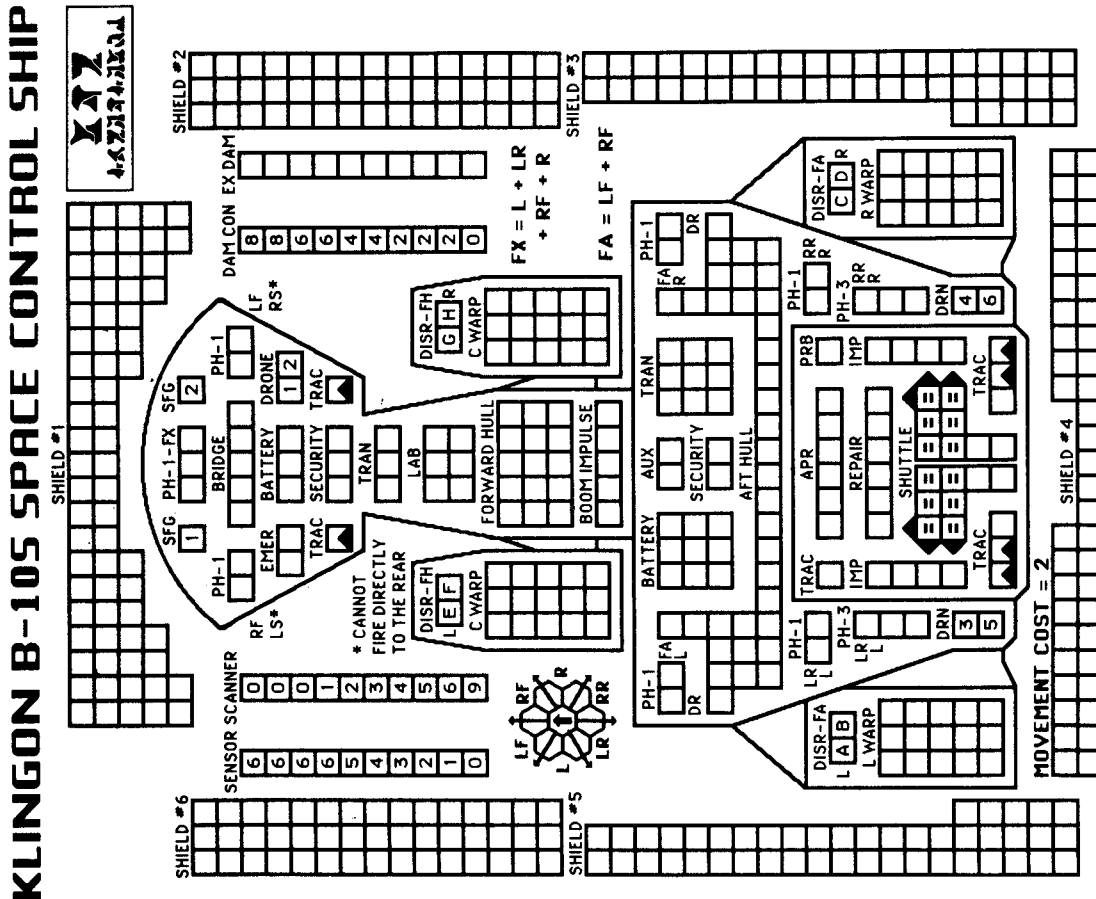 KLINGON B-10S SPACE CONTROL SHIP
SHIELD #1
SHIELD #6
SHIELD #2
SENSOR SCANNER
6 0
6 0
6 0
6 1
5 2
4 3
3 4
2 5
1 6
0 9
DAM CON EX DAM
8
8
6
6
4
4
2
2
2
0
SFG
1
PH-1-FX
SFG
2
PH-1
BRIDGE
PH-1
RF
LS*
LF
RS*
EMER
BATTERY
DRONE
1 2
TRAC
SECURITY
TRAC
TRAN
LAB
* CANNOT
FIRE DIRECTLY
TO THE REAR
DISR-FH
L E F
C WARP
DISR-FH
G H R
C WARP
FORWARD HULL
BOOM IMPULSE
LF RF
L R
LR RR
FX = L + LR
+ RF + R
FA = LF + RF
SHIELD #5
SHIELD #3
PH-1
FA
L
DR
BATTERY
AUX
TRAN
FA
R
PH-1
DR
SECURITY
AFT HULL
DISR-FA
L A B
L WARP
DISR-FA
C D R
R WARP
PH-1
LR
L
PH-3
LR
L
DRN
3
5
PH-1
RR
R
PH-3
RR
R
DRN
4
6
TRAC
APR
PRB
IMP
REPAIR
IMP
SHUTTLE
TRAC
TRAC
MOVEMENT COST = 2
SHIELD #4